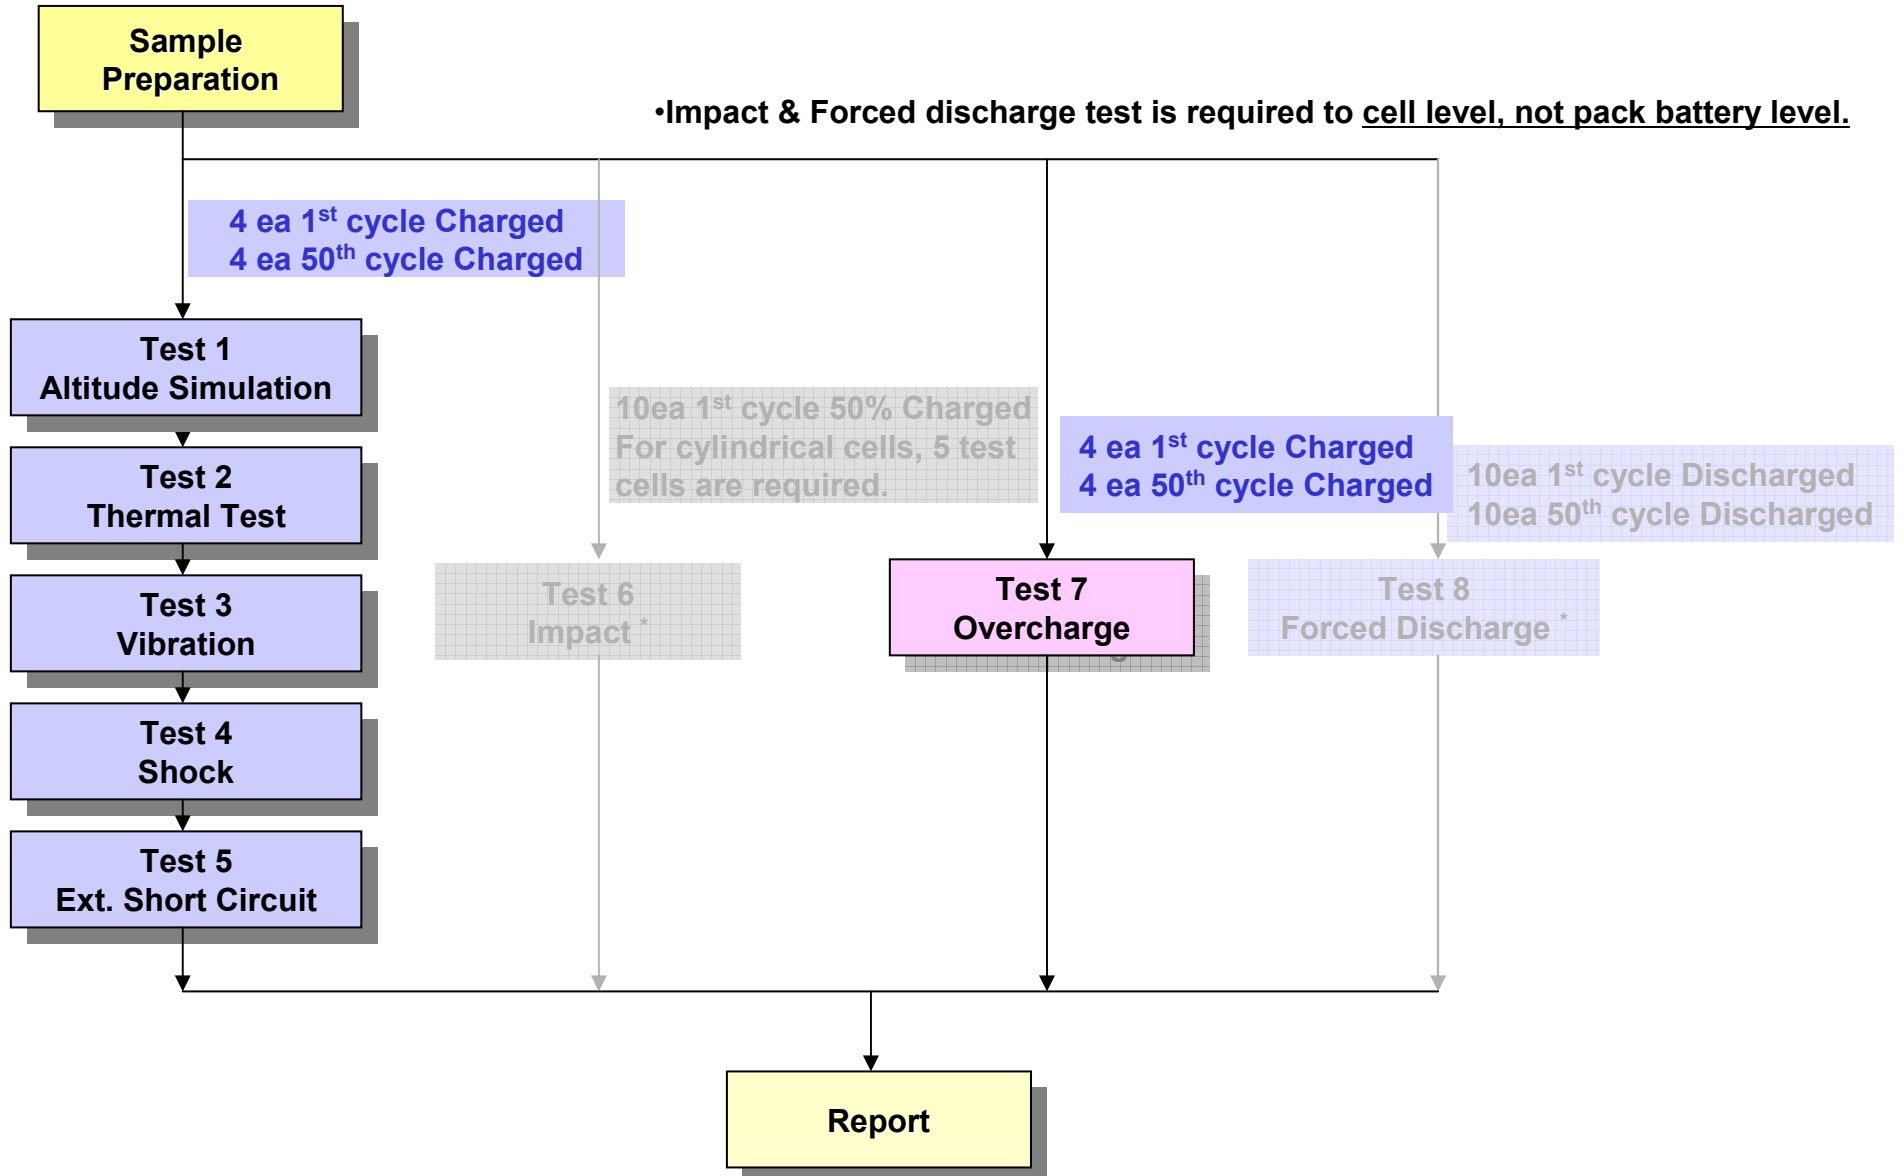 Sample
Preparation
•Impact & Forced discharge test is required to cell level, not pack battery level.
4 ea 1st cycle Charged
4 ea 50th cycle Charged
Test 1
Altitude Simulation
Test 2
Thermal Test
Test 3
Vibration
Test 4
Shock
Test 5
Ext. Short Circuit
10ea 1st cycle 50% Charged
For cylindrical cells, 5 test
cells are required.
Test 6
Impact *
4 ea 1st cycle Charged
4 ea 50th cycle Charged
Test 7
Overcharge
10ea 1st cycle Discharged
10ea 50th cycle Discharged
Test 8
Forced Discharge *
Report